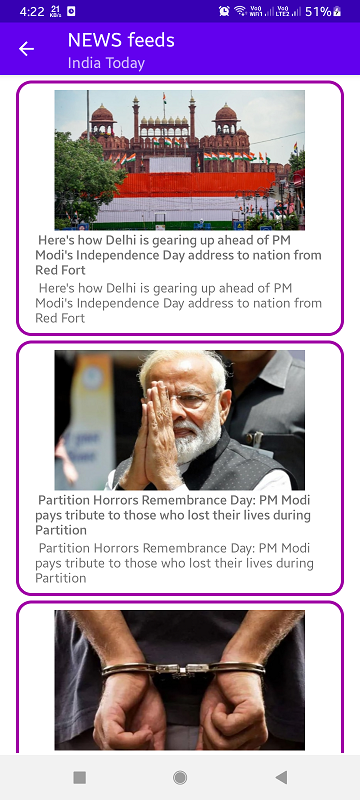 4:22 21 KB/s Vo)) WiFi1 Vo)) LTE2 51%
NEWS feeds
India Today
Here's how Delhi is gearing up ahead of PM
Modi's Independence Day address to nation from
Red Fort
Here's how Delhi is gearing up ahead of PM
Modi's Independence Day address to nation from
Red Fort
Partition Horrors Remembrance Day: PM Modi
pays tribute to those who lost their lives during
Partition
Partition Horrors Remembrance Day: PM Modi
pays tribute to those who lost their lives during
Partition